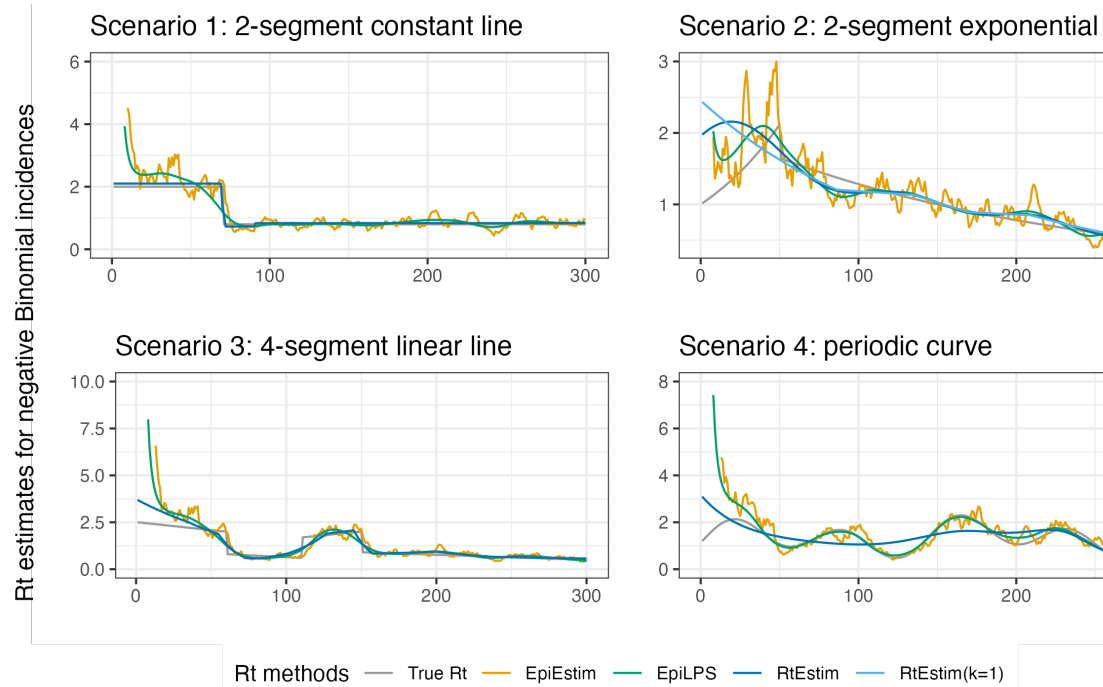 Scenario 1: 2-segment constant line
Scenario 2: 2-segment exponential
6
4
2
0
0 100 200 300
3
2
1
0 100 200
Rt estimates for negative Binomial incidences
Scenario 3: 4-segment linear line
Scenario 4: periodic curve
10.0
7.5
5.0
2.5
0.0
0 100 200 300
8
6
4
2
0
0 100 200
Rt methods True Rt EpiEstim EpiLPS RtEstim RtEstim(k=1)